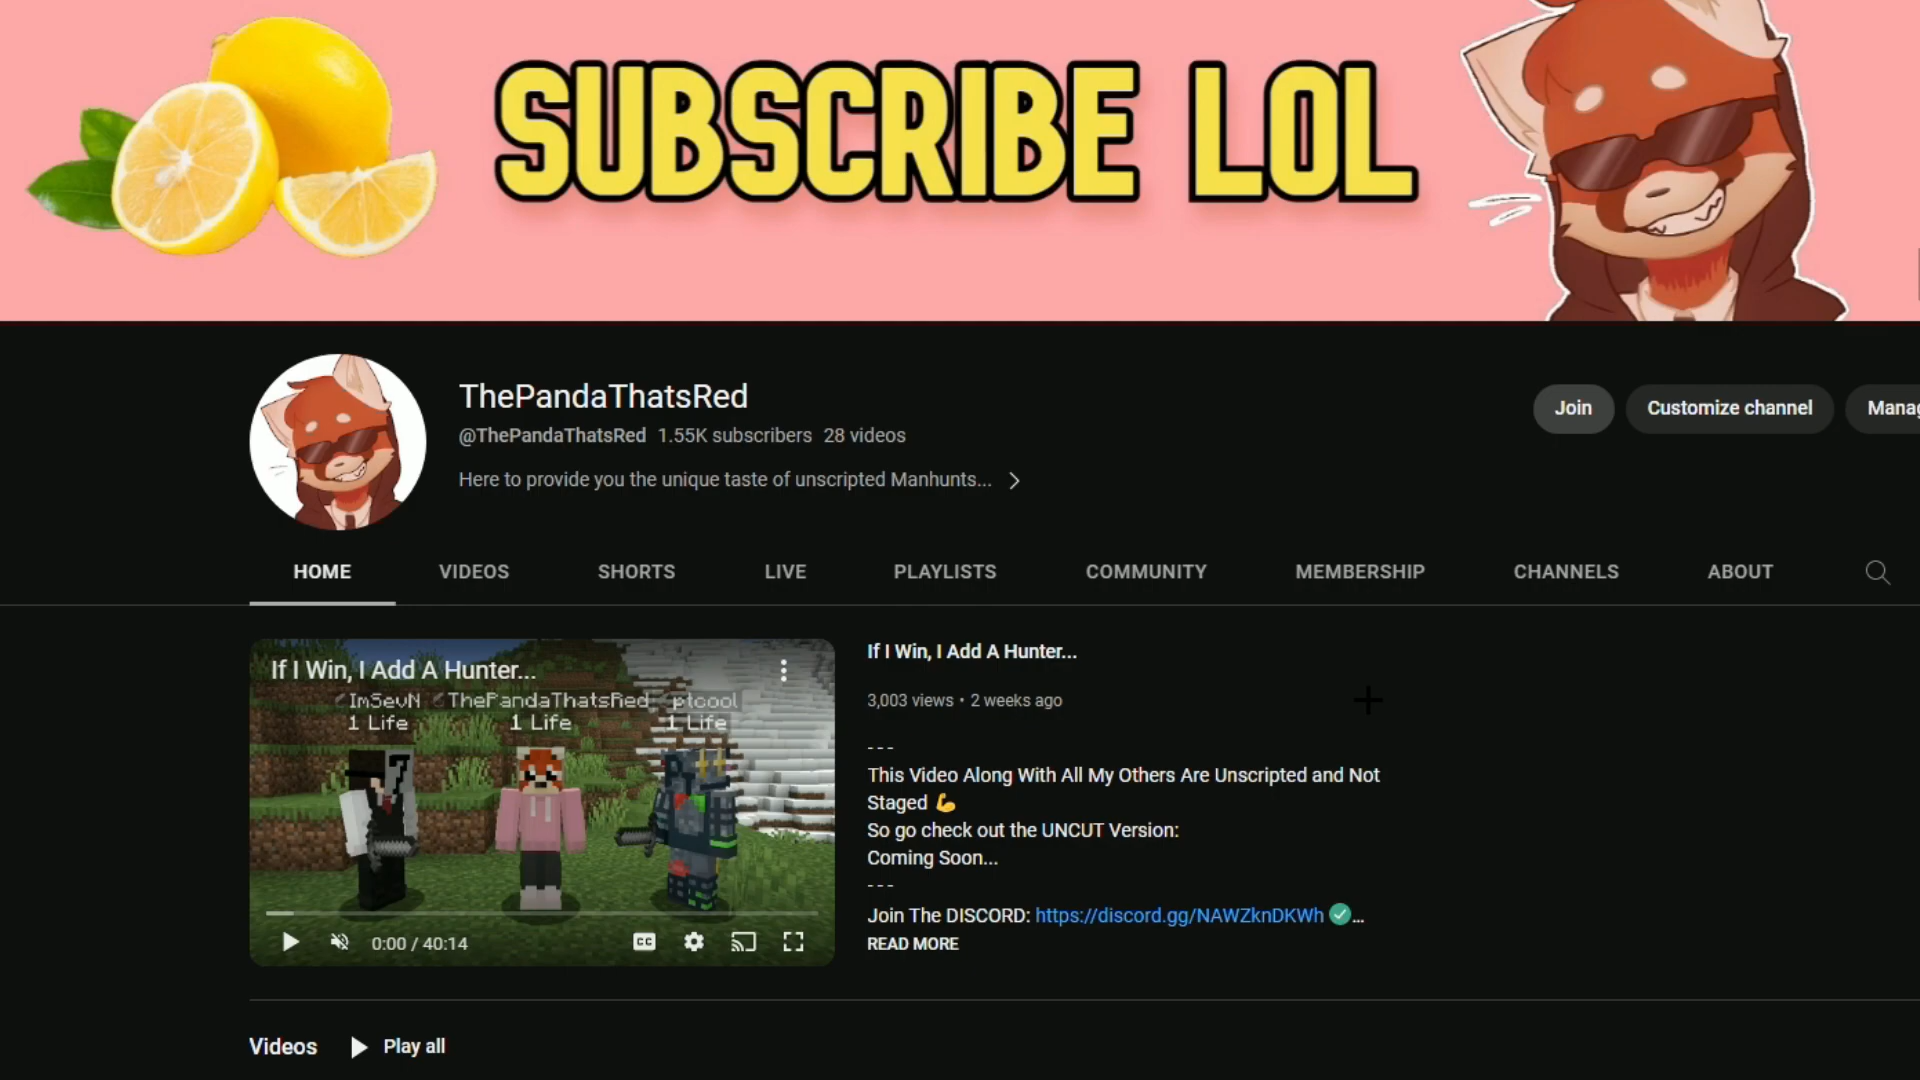 SUBSCRIBE LOL
ThePandaThatsRed
@ThePandaThatsRed 1.55K subscribers 28 videos
Here to provide you the unique taste of unscripted Manhunts...
Join
Customize channel
Manag
HOME
VIDEOS
SHORTS
LIVE
PLAYLISTS
COMMUNITY
MEMBERSHIP
CHANNELS
ABOUT
If I Win, I Add A Hunter...
ImSevN ThePandaThatsRed ptcool
1 Life 1 Life 1 Life
0:00 / 40:14
CC
If I Win, I Add A Hunter...
3,003 views • 2 weeks ago
---
This Video Along With All My Others Are Unscripted and Not
Staged 💪
So go check out the UNCUT Version:
Coming Soon...
---
Join The DISCORD: https://discord.gg/NAWZknDKWh ✅...
READ MORE
Videos
Play all